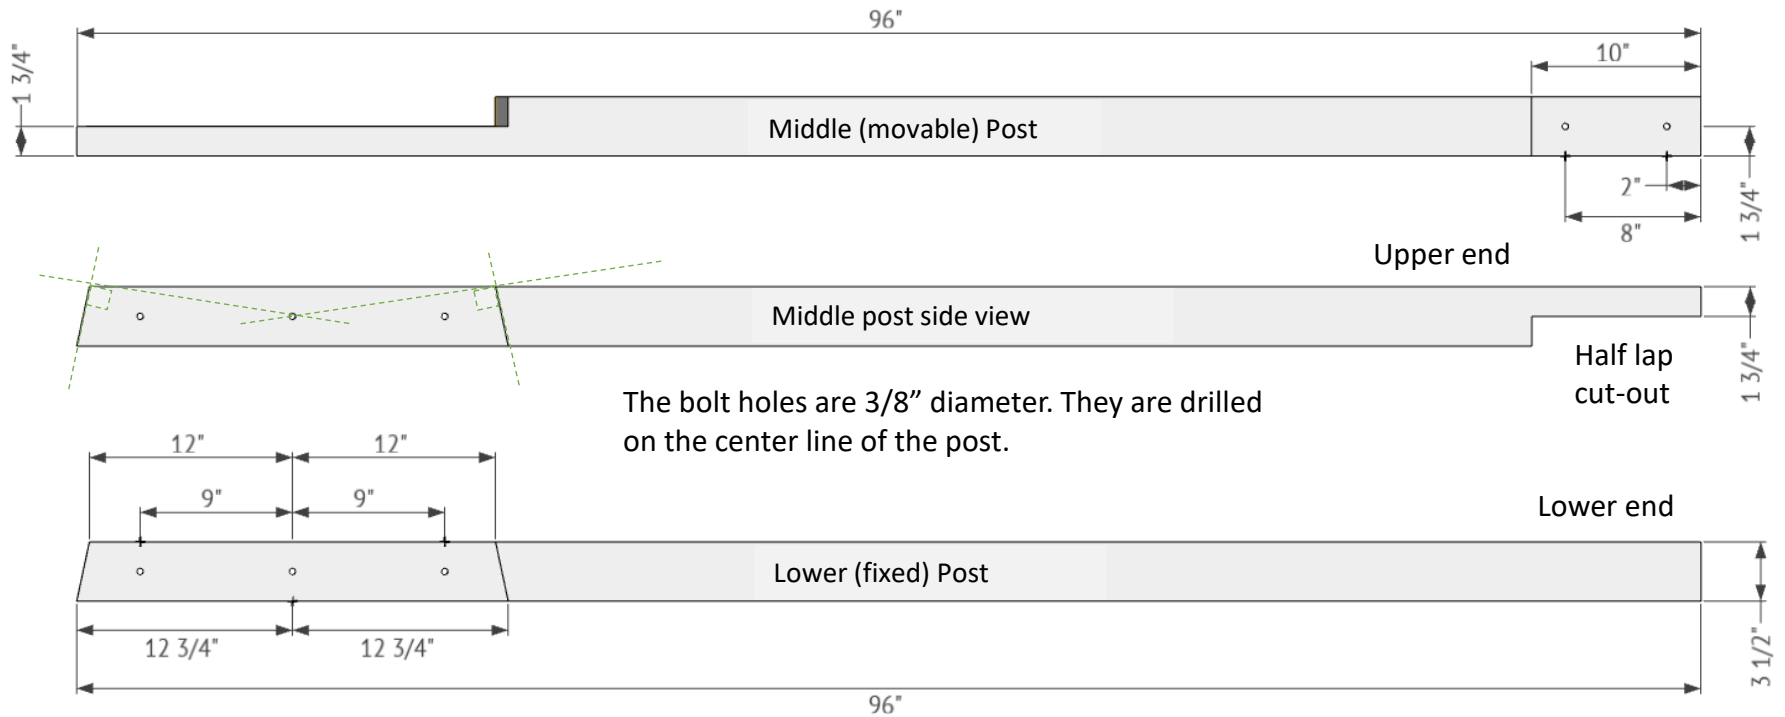 96"
10"
1 3/4"
Middle (movable) Post
2"
8"
1 3/4"
Upper end
Middle post side view
Half lap
cut-out
1 3/4"
The bolt holes are 3/8” diameter. They are drilled
on the center line of the post.
12"
12"
9"
9"
Lower end
Lower (fixed) Post
12 3/4"
12 3/4"
3 1/2"
96"